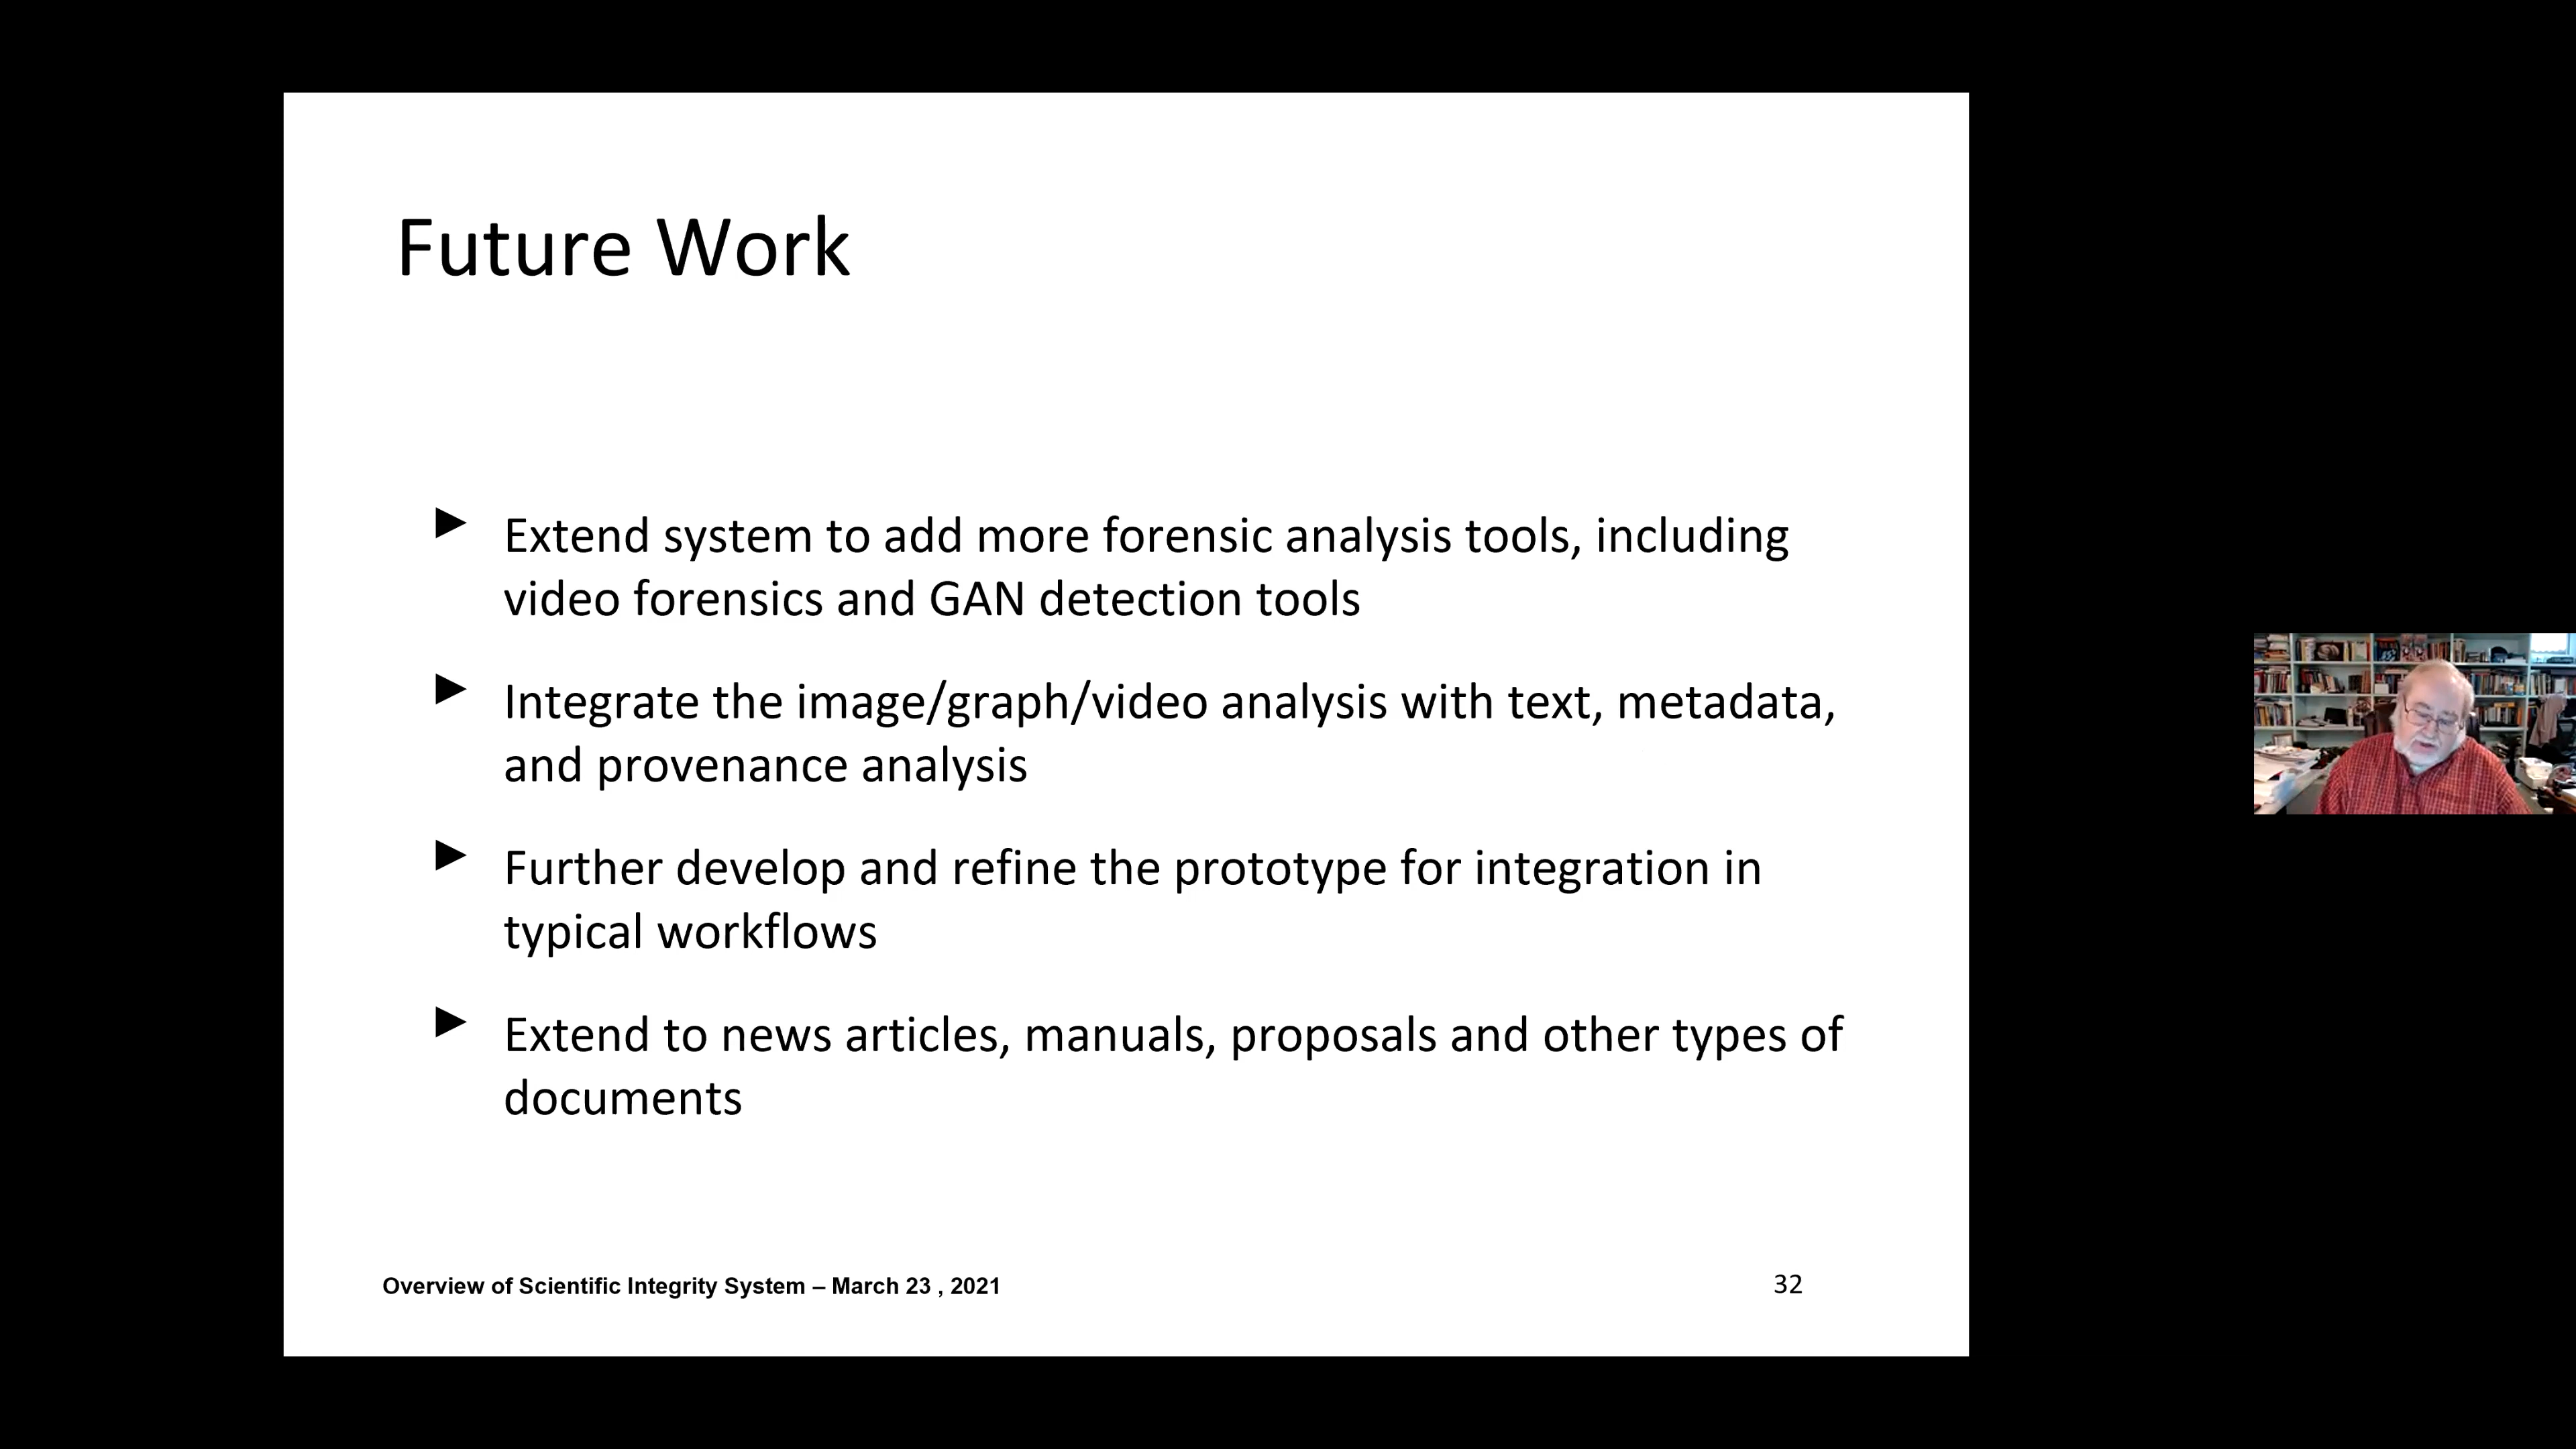 Future Work
► Extend system to add more forensic analysis tools, including
video forensics and GAN detection tools
► Integrate the image/graph/video analysis with text, metadata,
and provenance analysis
► Further develop and refine the prototype for integration in
typical workflows
► Extend to news articles, manuals, proposals and other types of
documents
Overview of Scientific Integrity System – March 23 , 2021
32